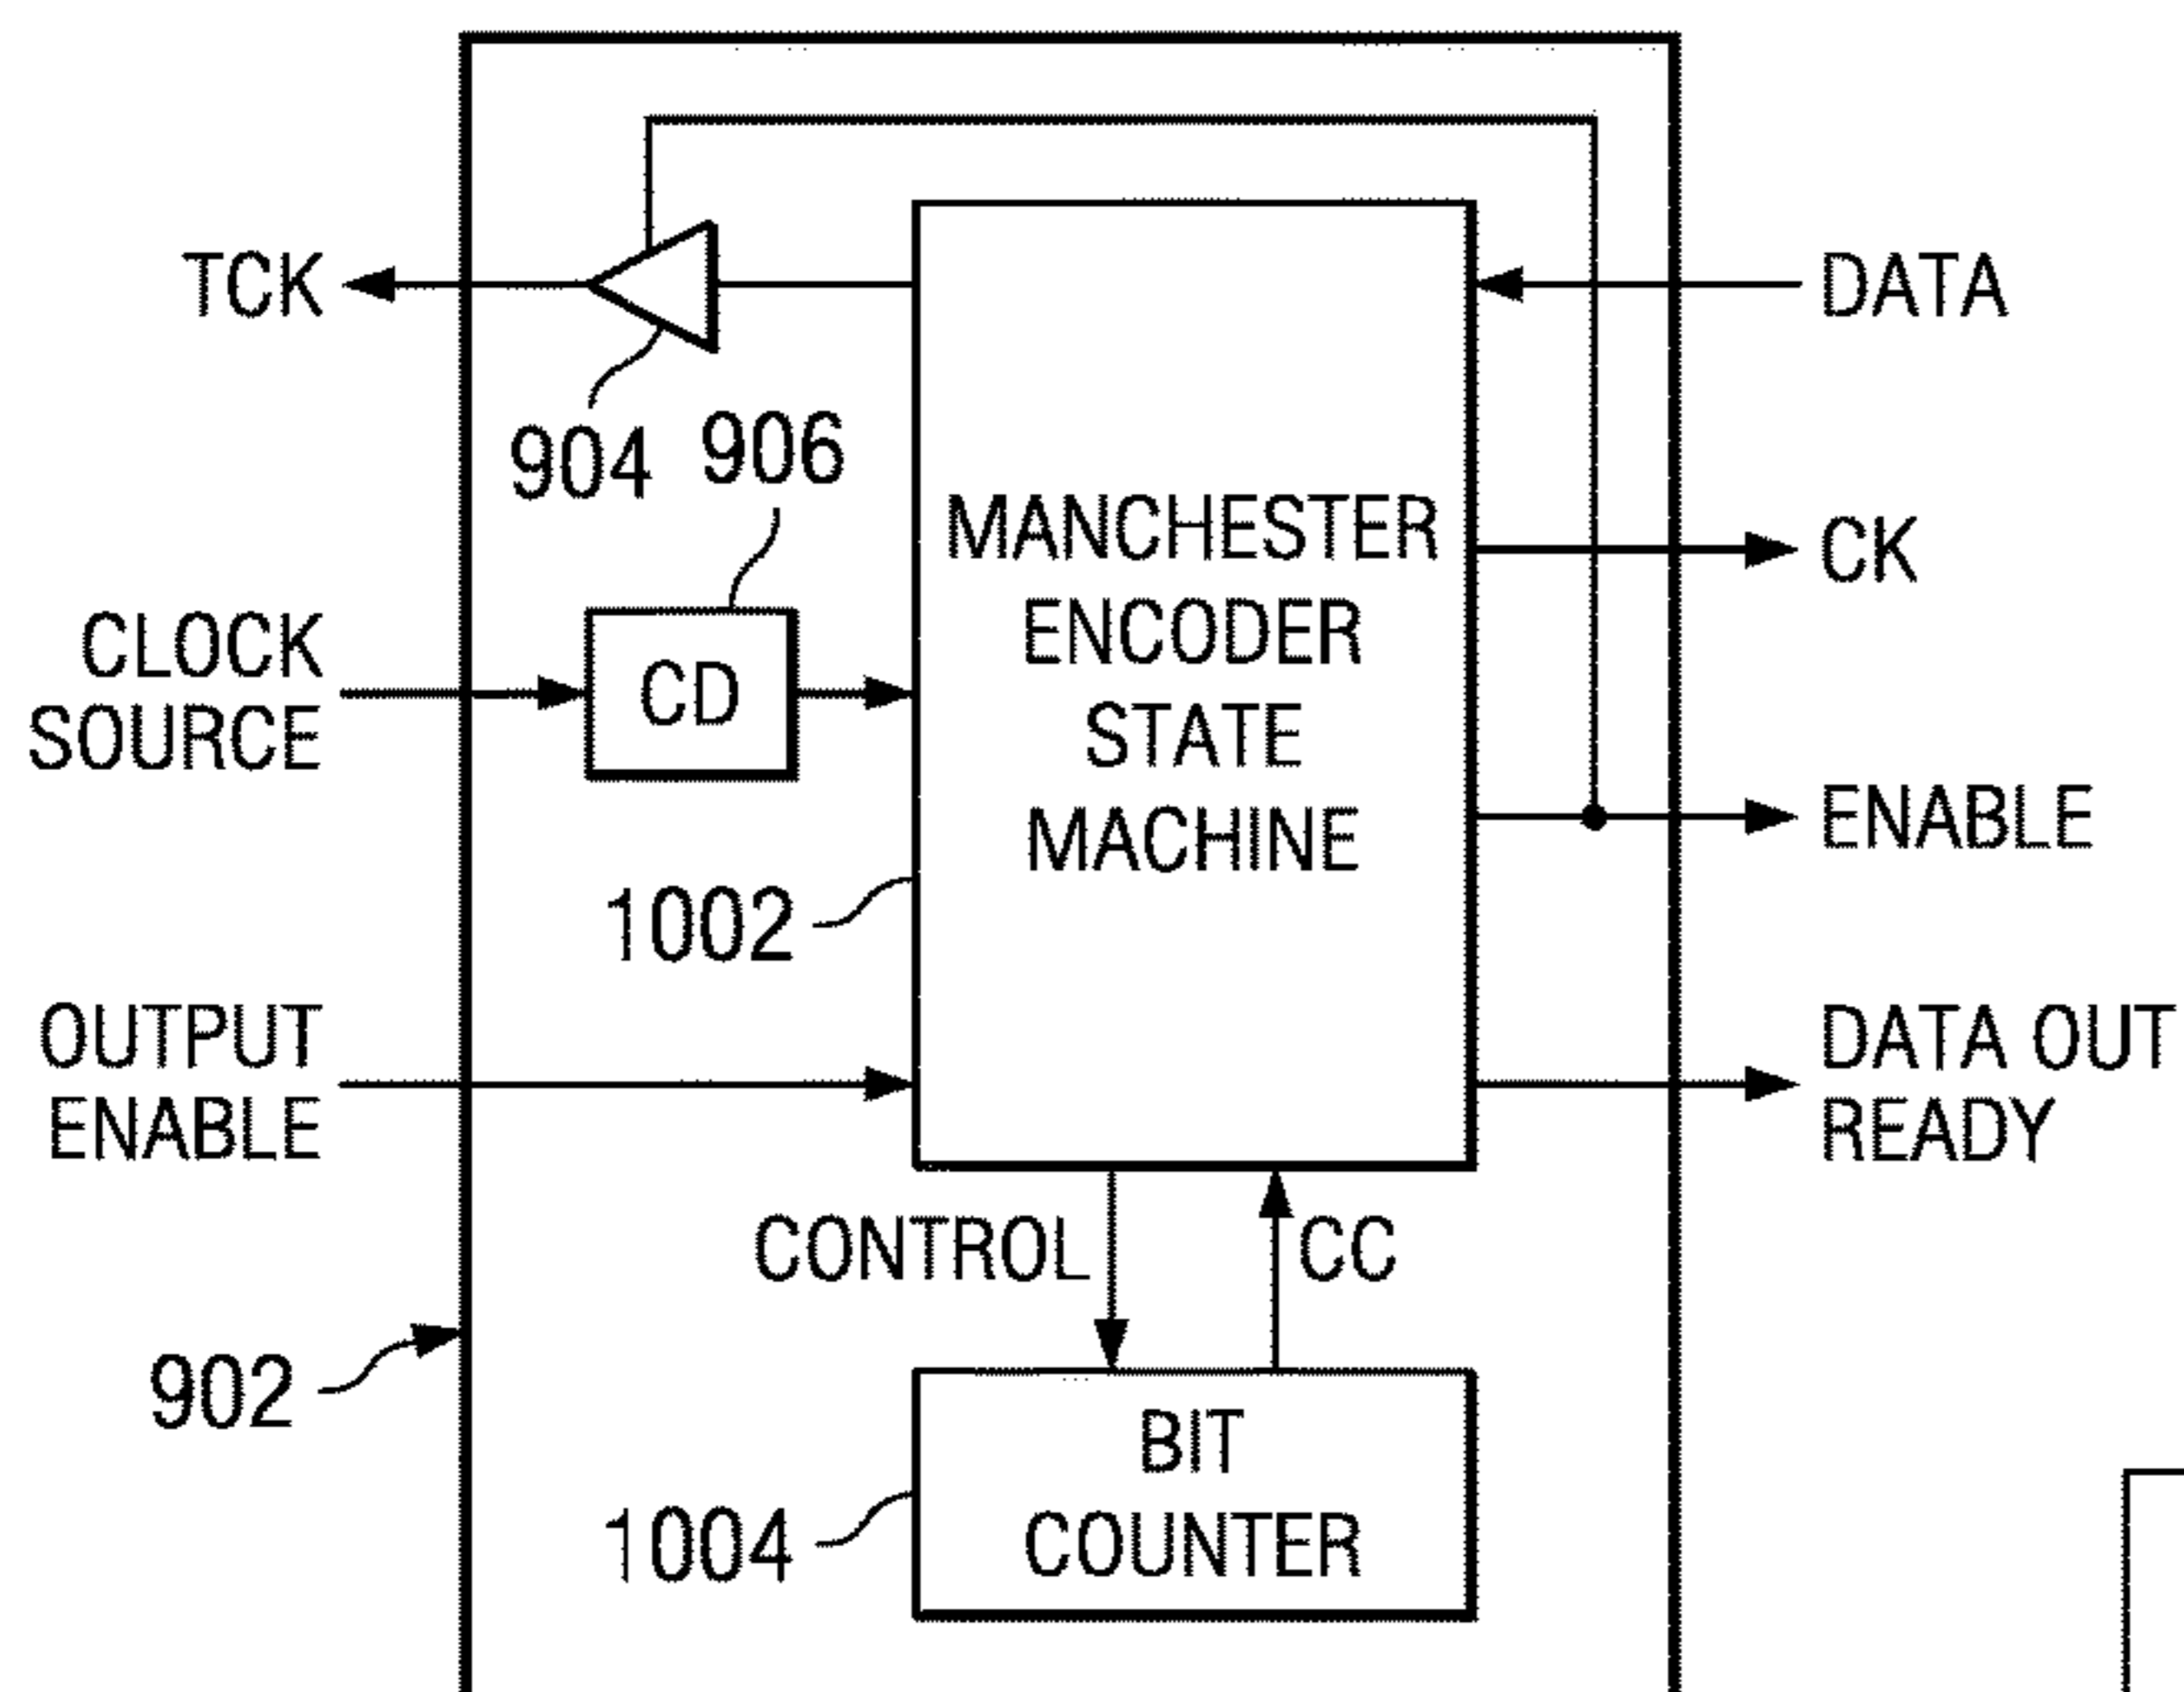 TCK
DATA
904
906
MANCHESTER
ENCODER
STATE
MACHINE
CK
CLOCK
SOURCE
CD
ENABLE
1002
OUTPUT
ENABLE
DATA OUT
READY
CONTROL
CC
902
BIT
COUNTER
1004